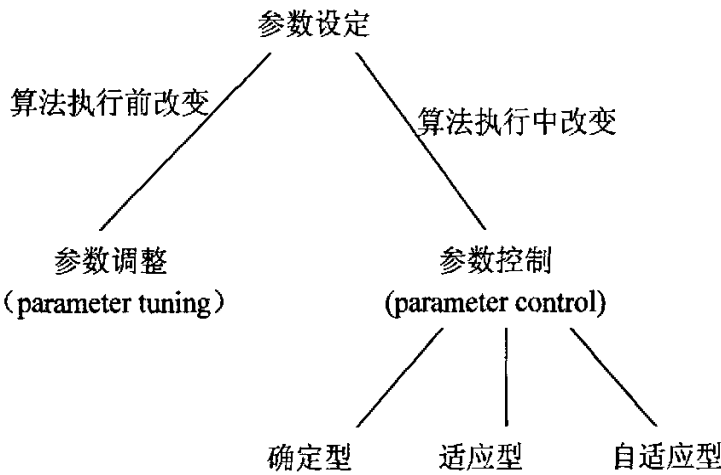 参数设定
算法执行前改变
算法执行中改变
参数调整
（parameter tuning）
参数控制
(parameter control)
确定型
适应型
自适应型